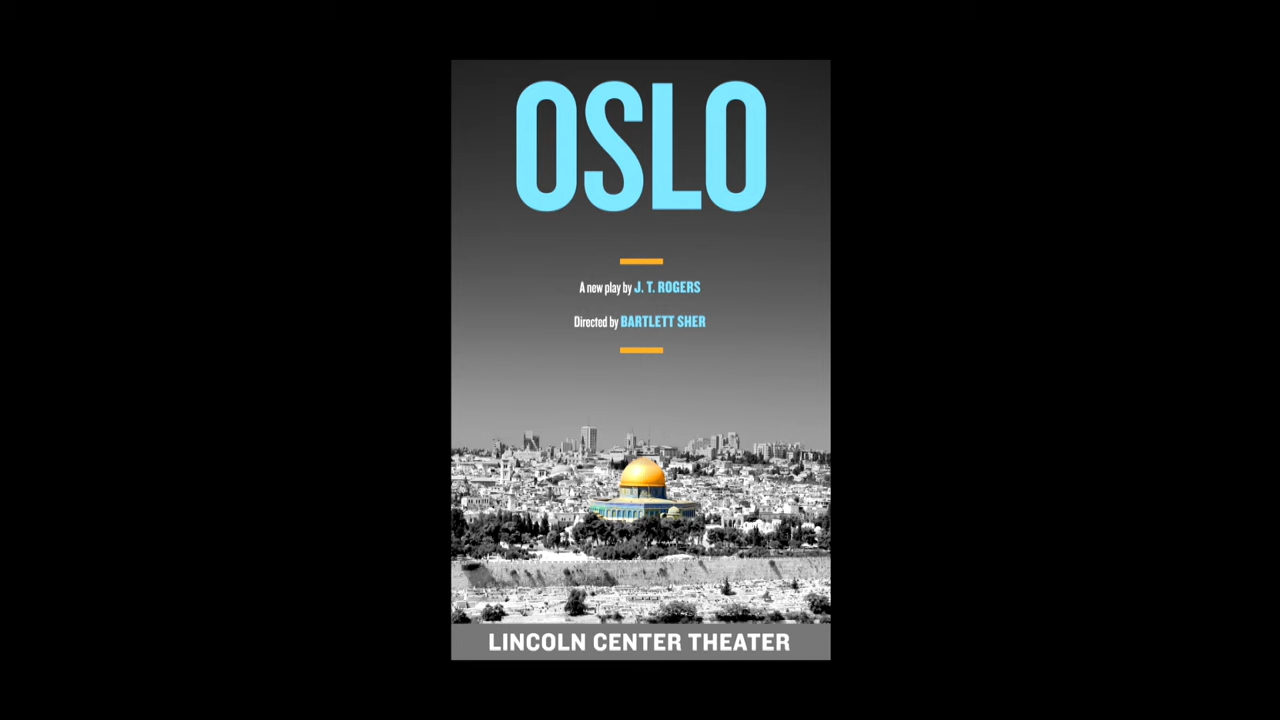 OSLO
A new play by J. T. ROGERS
Directed by BARTLETT SHER
LINCOLN CENTER THEATER